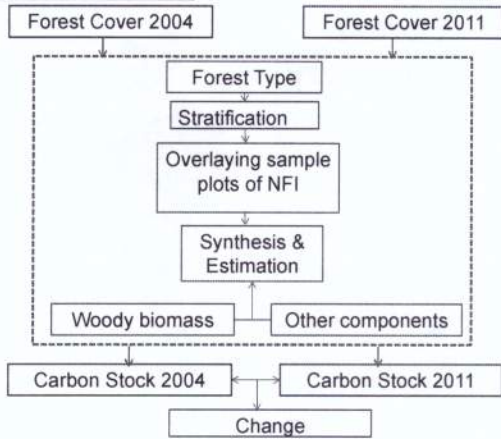 Forest Cover 2004
Forest Cover 2011
Forest Type
Stratification
Overlaying sample
plots of NFI
Synthesis &
Estimation
Woody biomass
Other components
Carbon Stock 2004
Carbon Stock 2011
Change